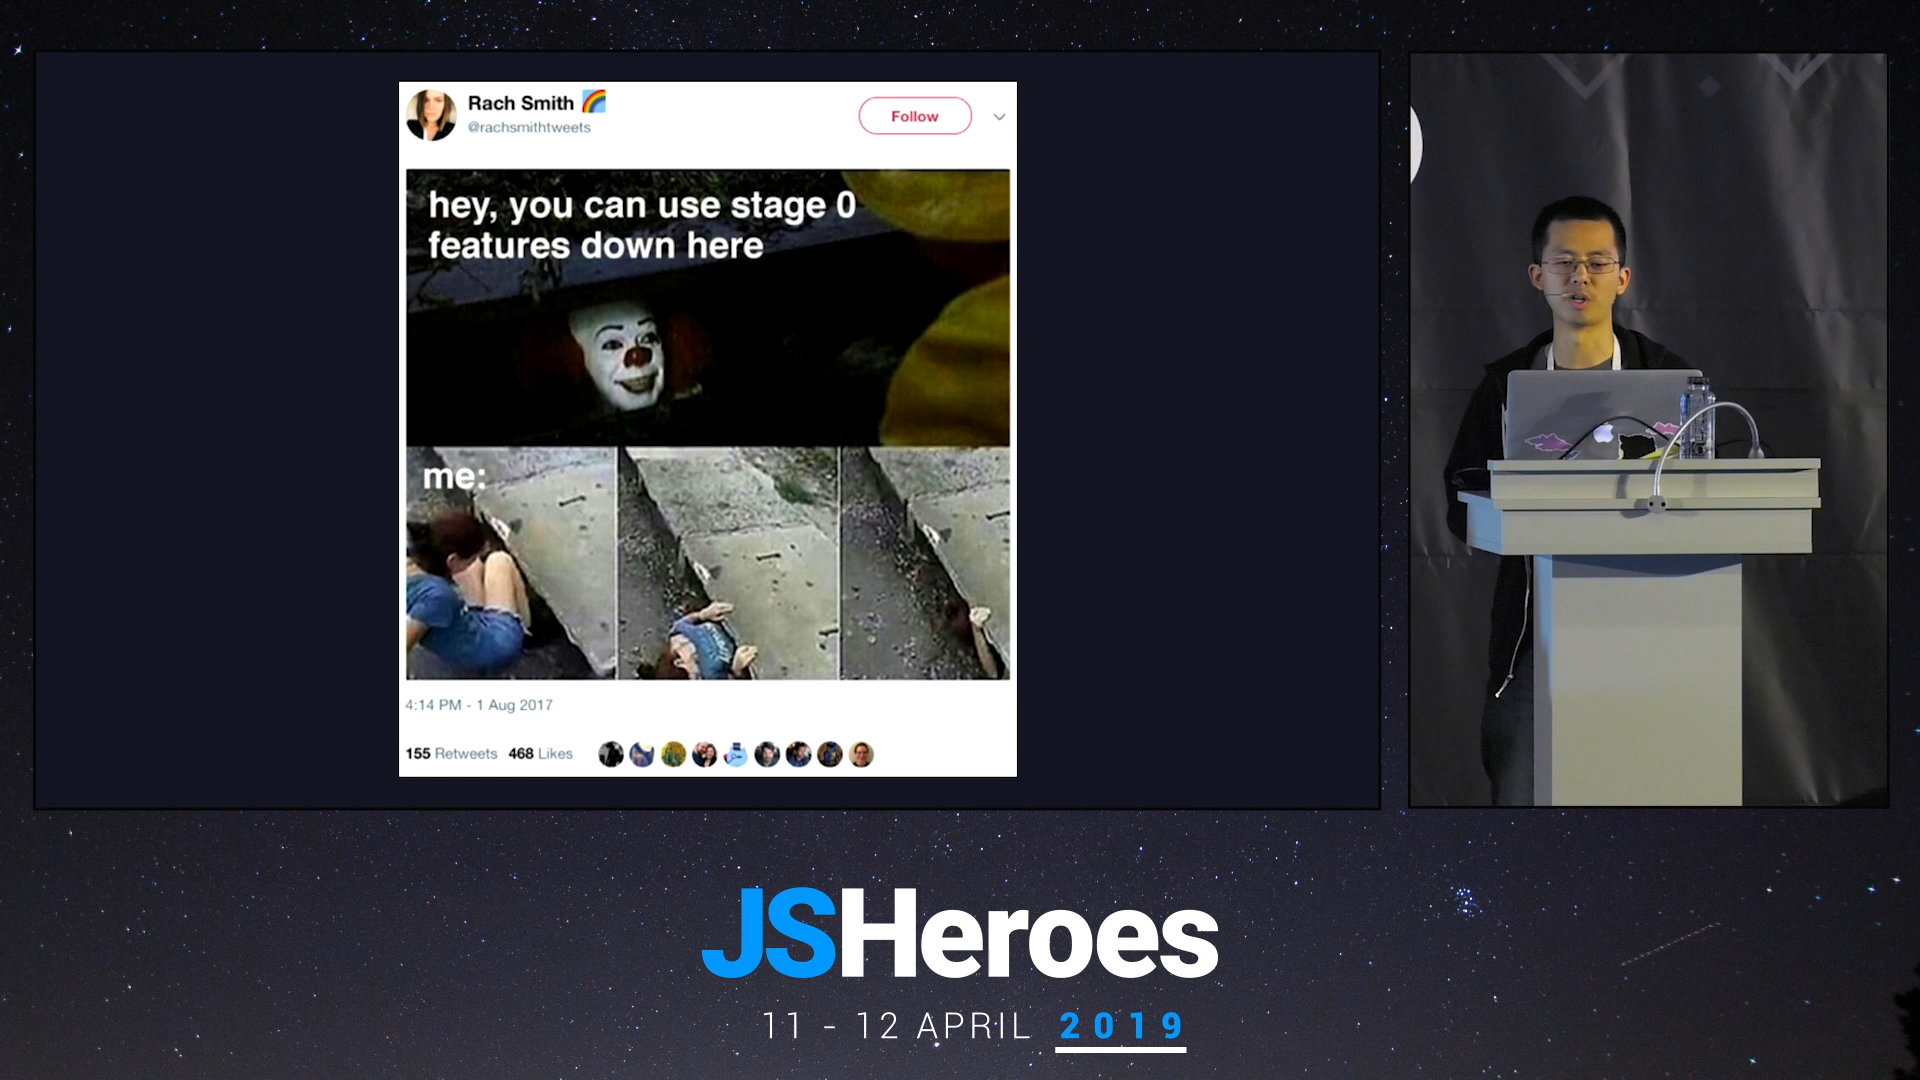 Rach Smith
@rachsmithtweets
Follow
hey, you can use stage 0
features down here
me:
4:14 PM - 1 Aug 2017
155 Retweets 468 Likes
JSHeroes
11 - 12 APRIL 2019